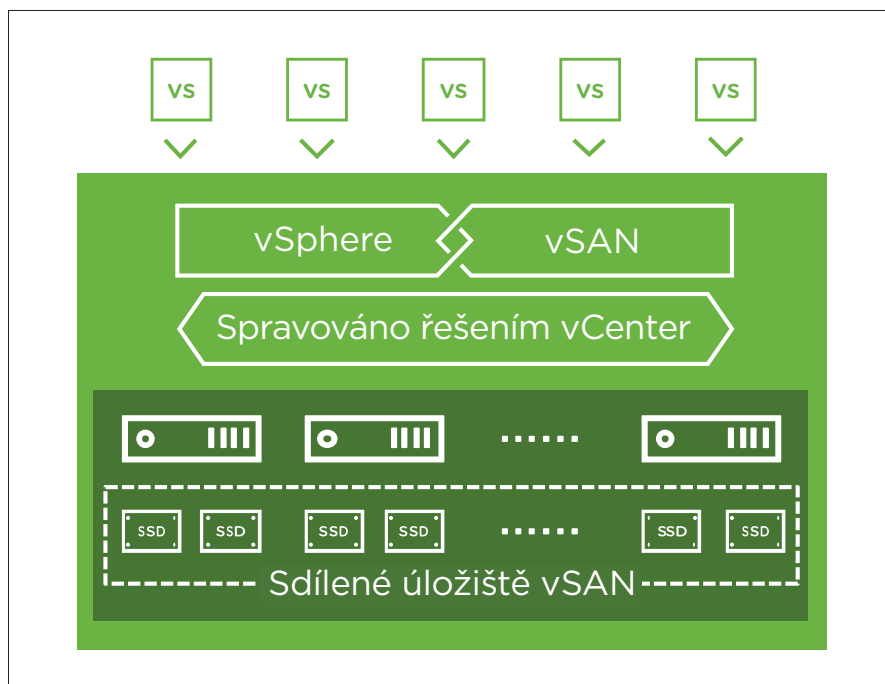 vs vs vs vs vs
vSphere vSAN
Spravováno řešením vCenter
SSD SSD SSD SSD SSD SSD
Sdílené úložiště vSAN